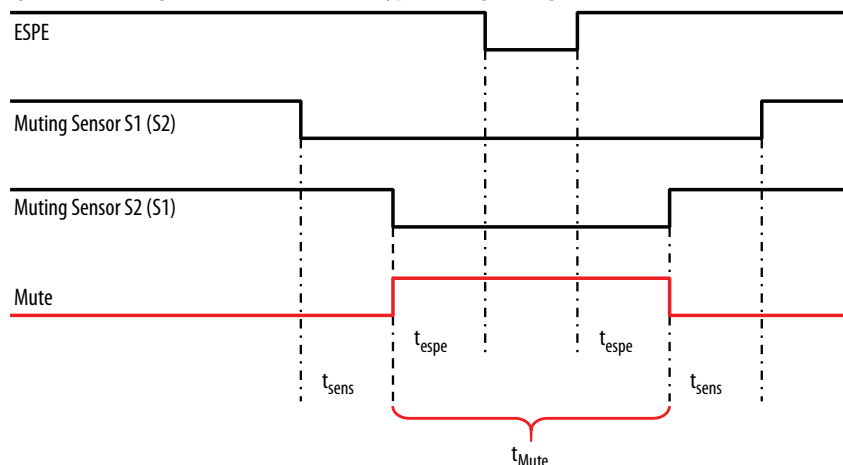 ESPE
Muting Sensor S1 (S2)
Muting Sensor S2 (S1)
Mute
tespe
tespe
tsens
tsens
tMute